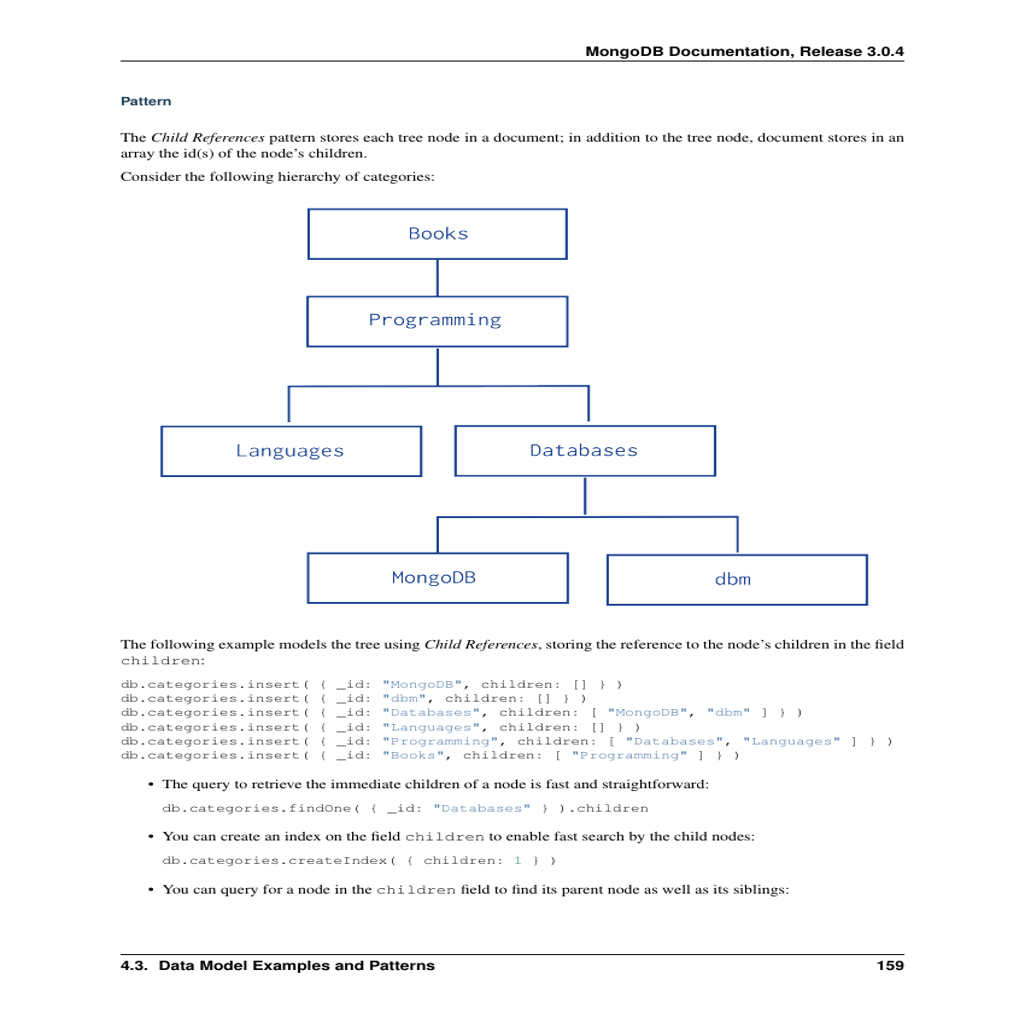 MongoDB Documentation, Release 3.0.4
Pattern
The Child References pattern stores each tree node in a document; in addition to the tree node, document stores in an
array the id(s) of the node's children.
Consider the following hierarchy of categories:
Books
Programming
Languages
Databases
MongoDB
dbm
The following example models the tree using Child References, storing the reference to the node's children in the field
children:
db.categories.insert( { _id: "MongoDB", children: [] } )
db.categories.insert( { _id: "dbm", children: [] } )
db.categories.insert( { _id: "Databases", children: [ "MongoDB", "dbm" ] } )
db.categories.insert( { _id: "Languages", children: [] } )
db.categories.insert( { _id: "Programming", children: [ "Databases", "Languages" ] } )
db.categories.insert( { _id: "Books", children: [ "Programming" ] } )
• The query to retrieve the immediate children of a node is fast and straightforward:
db.categories.findOne( { _id: "Databases" } ).children
• You can create an index on the field children to enable fast search by the child nodes:
db.categories.createIndex( { children: 1 } )
• You can query for a node in the children field to find its parent node as well as its siblings:
4.3. Data Model Examples and Patterns 159